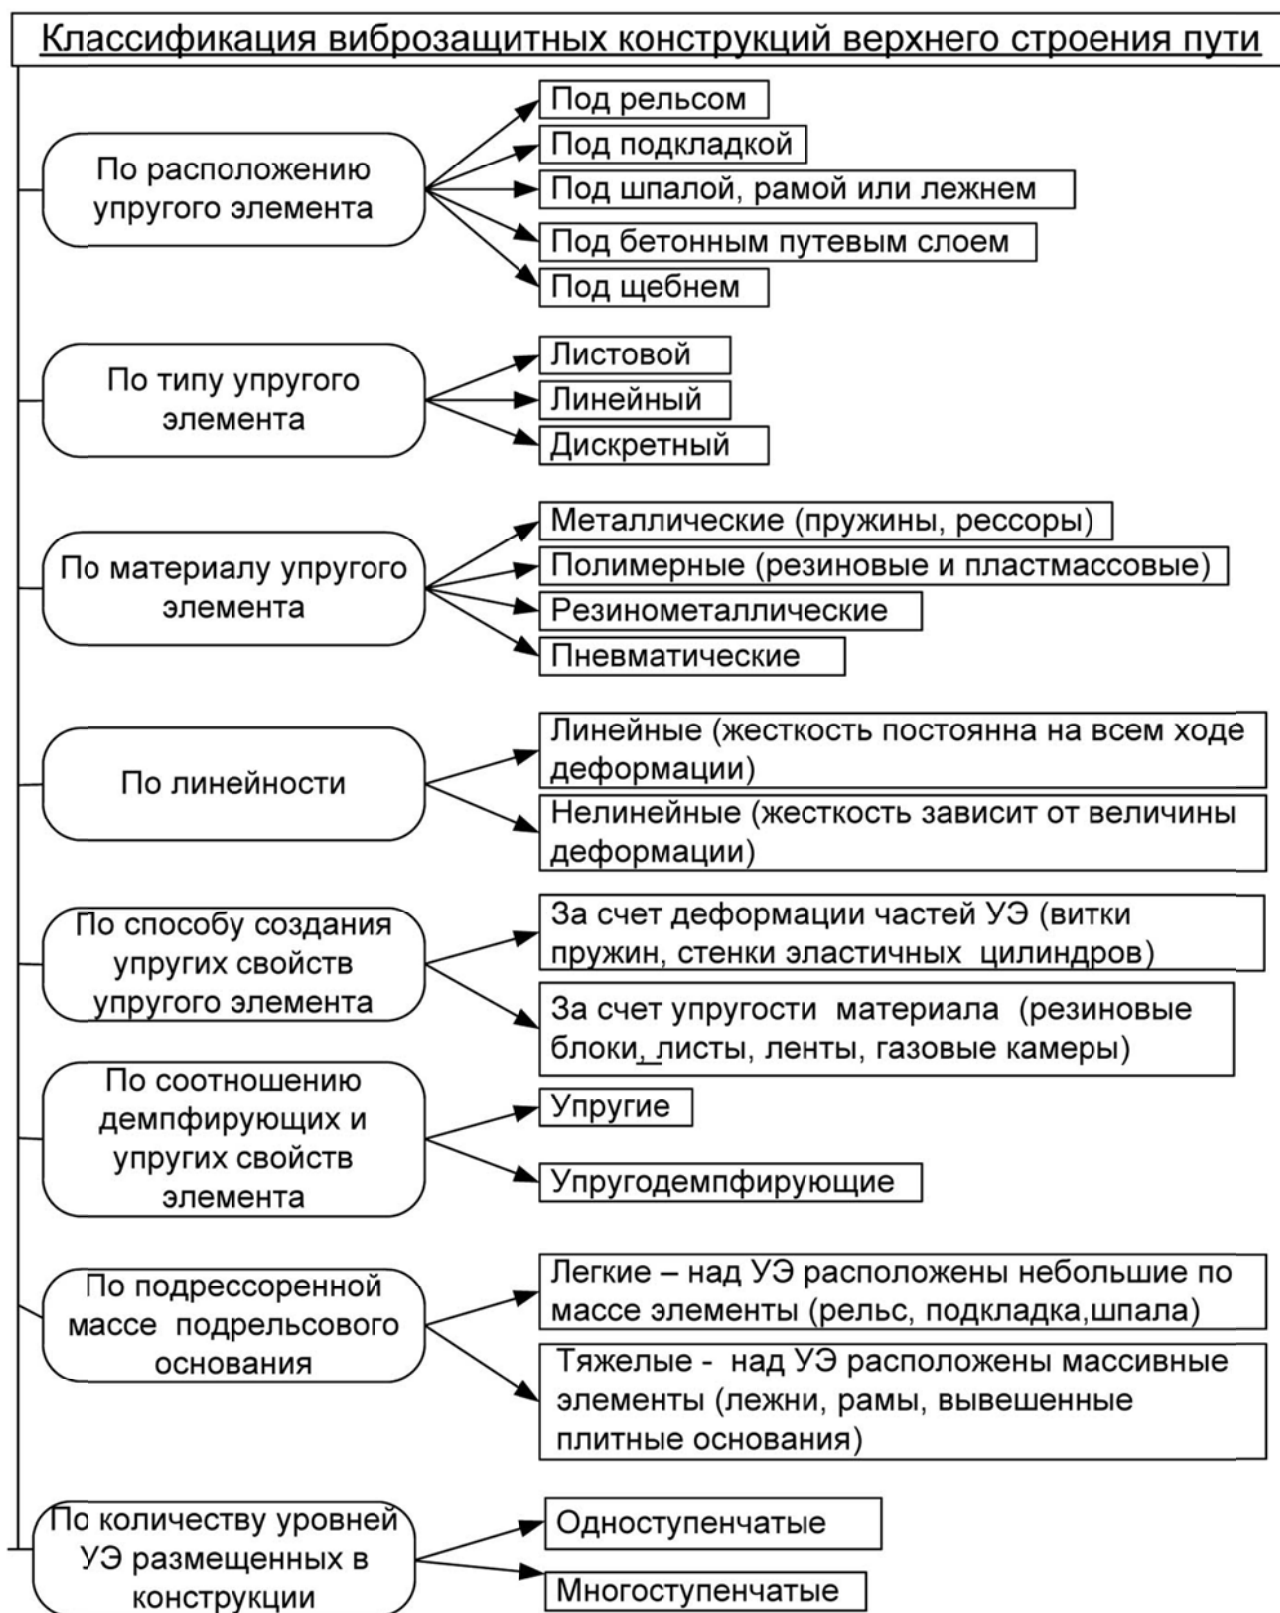 Классификация виброзащитных конструкций верхнего строения пути
По расположению
упругого элемента
Под рельсом
Под подкладкой
Под шпалой, рамой или лежнем
Под бетонным путевым слоем
Под щебнем
По типу упругого
элемента
Листовой
Линейный
Дискретный
По материалу упругого
элемента
Металлические (пружины, рессоры)
Полимерные (резиновые и пластмассовые)
Резинометаллические
Пневматические
По линейности
Линейные (жесткость постоянна на всем ходе
деформации)
Нелинейные (жесткость зависит от величины
деформации)
По способу создания
упругих свойств
упругого элемента
За счет деформации частей УЭ (витки
пружин, стенки эластичных цилиндров)
За счет упругости материала (резиновые
блоки, листы, ленты, газовые камеры)
По соотношению
демпфирующих и
упругих свойств
элемента
Упругие
Упругодемпфирующие
По подрессоренной
массе подрельсового
основания
Легкие – над УЭ расположены небольшие по
массе элементы (рельс, подкладка,шпала)
Тяжелые - над УЭ расположены массивные
элементы (лежни, рамы, вывешенные
плитные основания)
По количеству уровней
УЭ размещенных в
конструкции
Одноступенчатые
Многоступенчатые